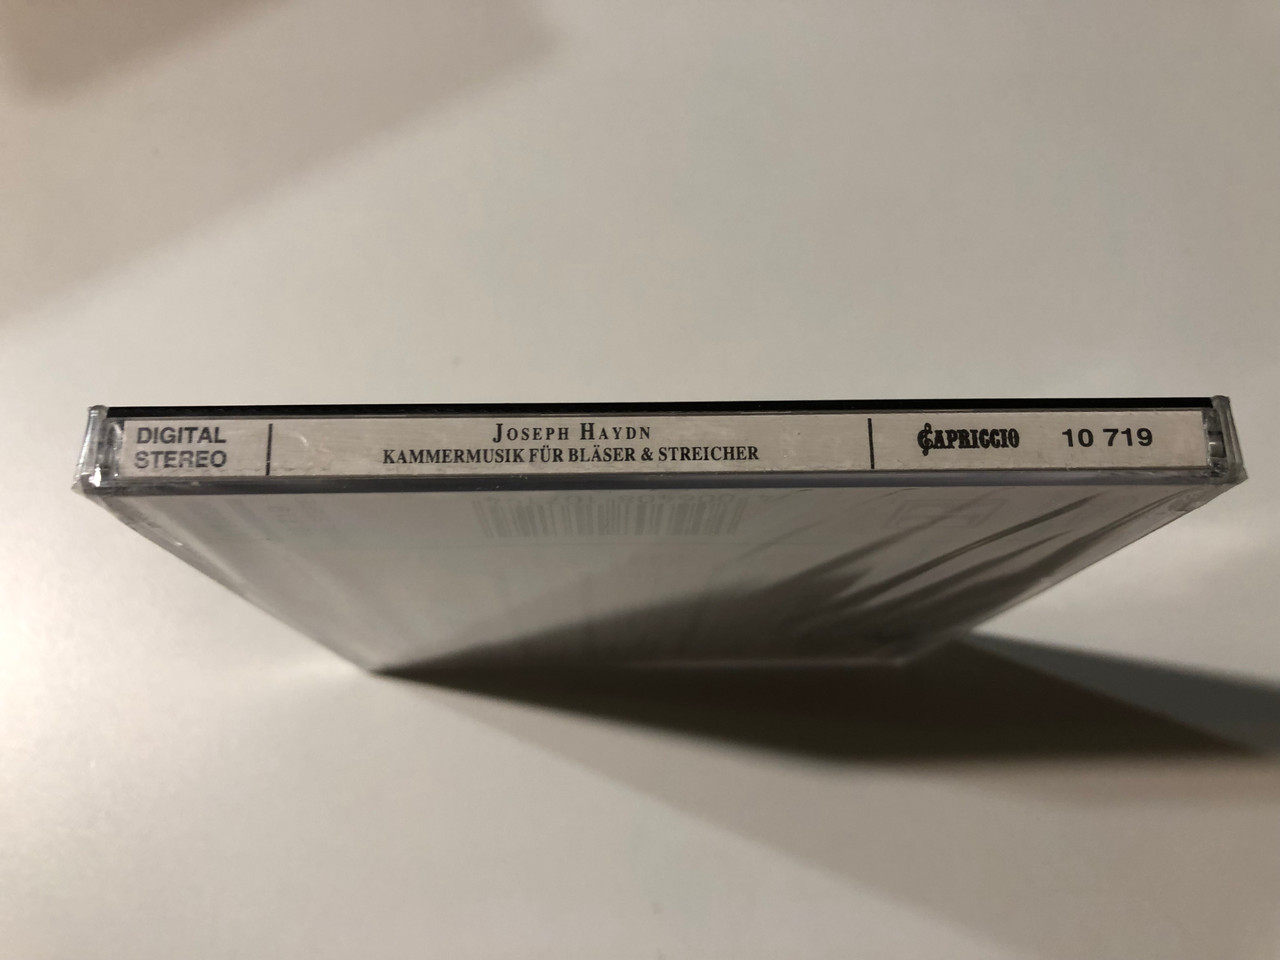 DIGITAL
STEREO
JOSEPH HAYDN
KAMMERMUSIK FÜR BLÄSER & STREICHER
CAPRICCIO 10 719